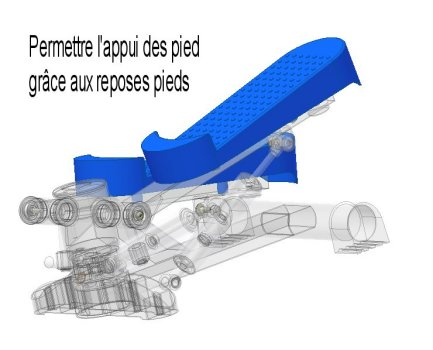 Permettre l'appui des pied
grâce aux reposes pieds